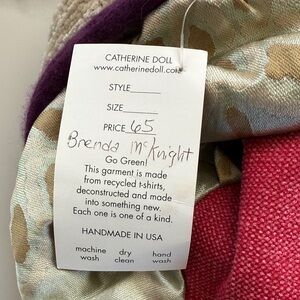 CATHERINE DOLL
www.catherinedoll.com
STYLE______
SIZE______
PRICE 65
Brenda McKnight
Go Green!
This garment is made
from recycled t-shirts,
deconstructed and made
into something new.
Each one is one of a kind.
HANDMADE IN USA
machine dry hand
wash clean wash